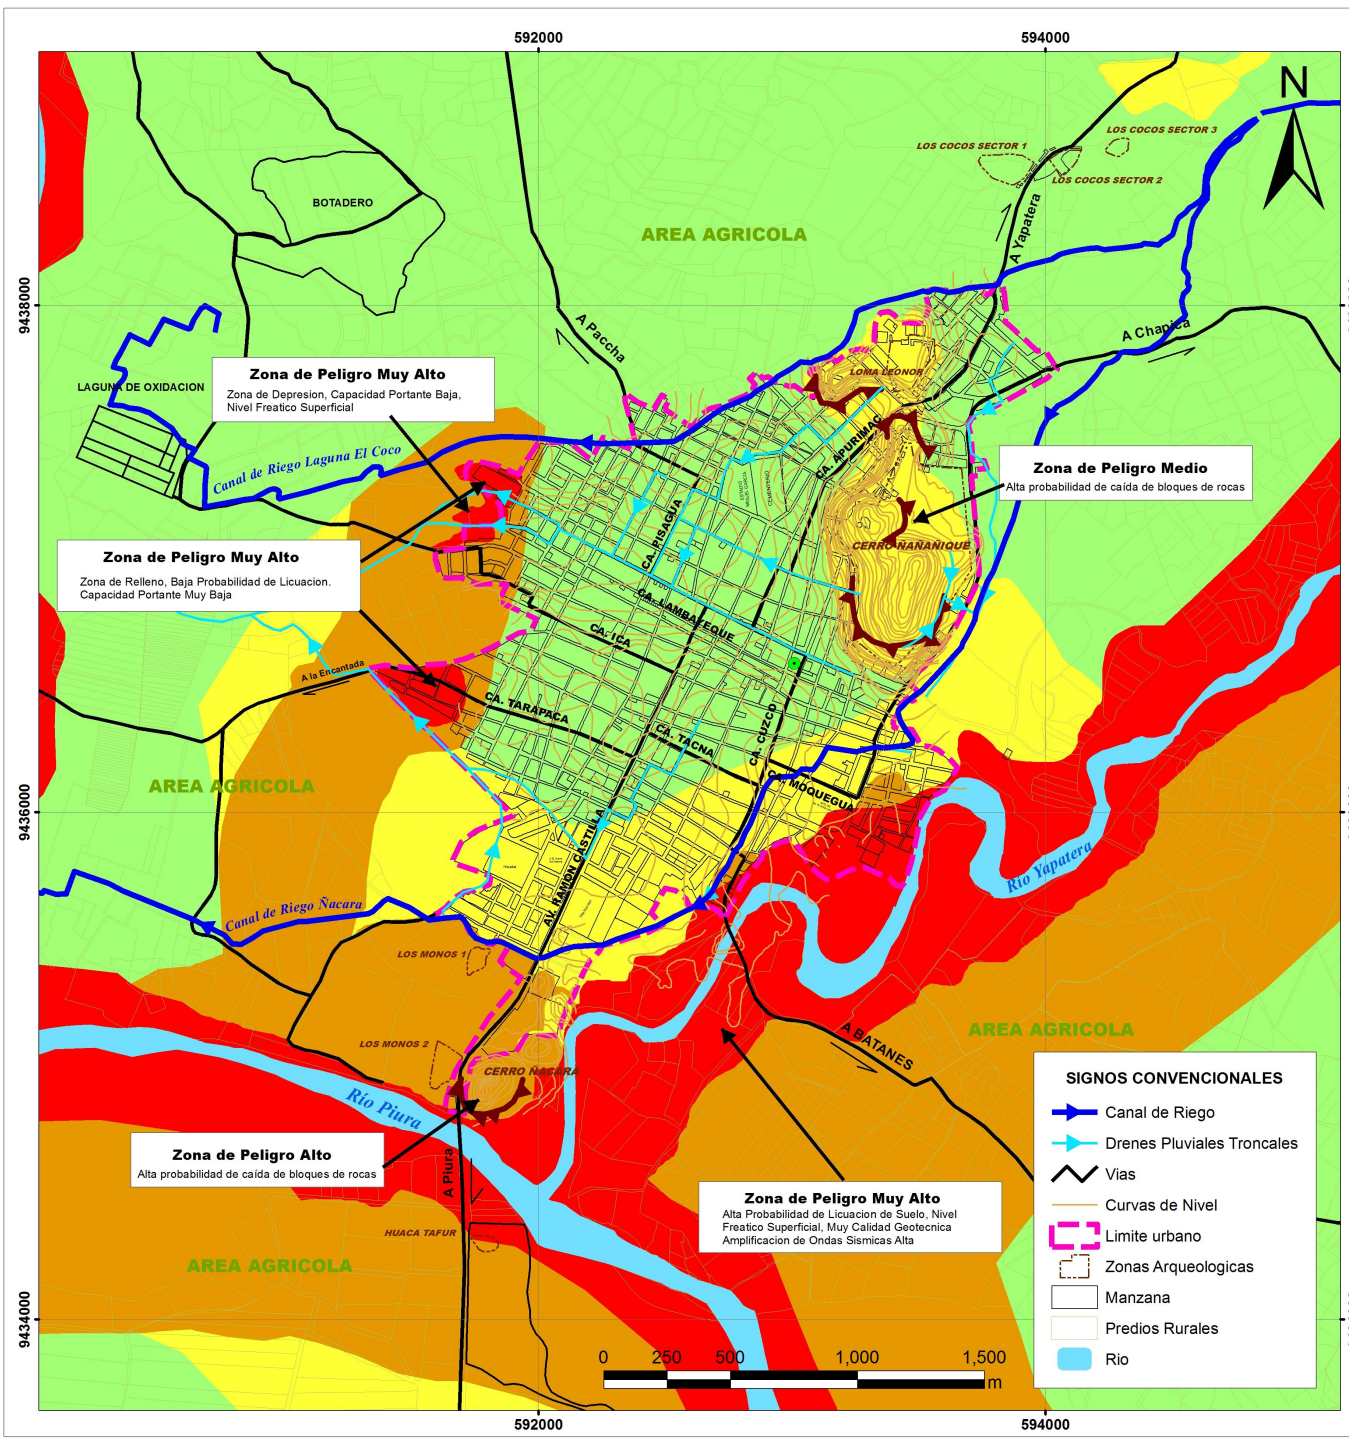 592000
594000
N
LOS COCOS SECTOR 3
LOS COCOS SECTOR 1
LOS COCOS SECTOR 2
BOTADERO
AREA AGRICOLA
A Yapatera
9438000
A Paccha
A Chapica
LAGUNA DE OXIDACION
Zona de Peligro Muy Alto
Zona de Depresion, Capacidad Portante Baja,
Nivel Freatico Superficial
LOMA LEONOR
CA. APURIMAC
Canal de Riego Laguna El Coco
Zona de Peligro Medio
Alta probabilidad de caída de bloques de rocas
CEMENTERIO
CA. PISAGUA
CERRO ÑAÑAÑIQUE
Zona de Peligro Muy Alto
Zona de Relleno, Baja Probabilidad de Licuacion.
Capacidad Portante Muy Baja
CA. LAMBAYEQUE
CA. ICA
A la Encantada
CA. TARAPACA
CA. TACNA
CA. CUZCO
CA. MOQUEGUA
AREA AGRICOLA
9436000
AV. RAMON CASTILLA
Rio Yapatera
Canal de Riego Ñacara
LOS MONOS 1
LOS MONOS 2
CERRO ÑACARA
A BATANES
AREA AGRICOLA
Rio Piura
Zona de Peligro Alto
Alta probabilidad de caída de bloques de rocas
A Piura
HUACA TAFUR
AREA AGRICOLA
Zona de Peligro Muy Alto
Alta Probabilidad de Licuacion de Suelo, Nivel
Freatico Superficial, Muy Calidad Geotecnica
Amplificacion de Ondas Sismicas Alta
SIGNOS CONVENCIONALES
Canal de Riego
Drenes Pluviales Troncales
Vias
Curvas de Nivel
Limite urbano
Zonas Arqueologicas
Manzana
Predios Rurales
Rio
9434000
0 250 500 1,000 1,500
m
592000
594000